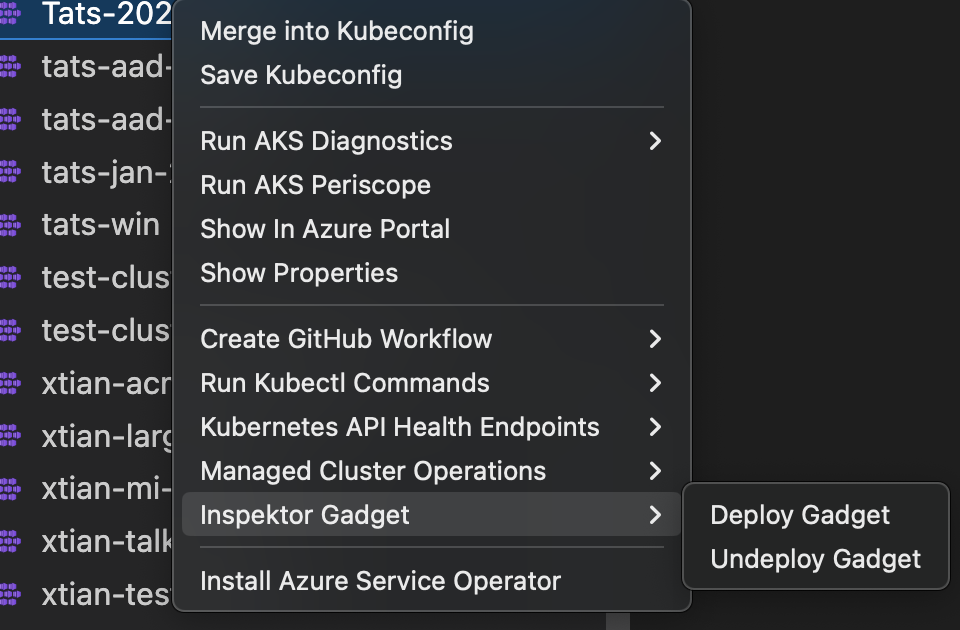 Tats-202
tats-aad-
tats-aad-
tats-jan-
tats-win
test-clus
test-clus
xtian-acr
xtian-larg
xtian-mi-
xtian-talk
xtian-tes
Merge into Kubeconfig
Save Kubeconfig
Run AKS Diagnostics
Run AKS Periscope
Show In Azure Portal
Show Properties
Create GitHub Workflow
Run Kubectl Commands
Kubernetes API Health Endpoints
Managed Cluster Operations
Inspektor Gadget
Install Azure Service Operator
Deploy Gadget
Undeploy Gadget